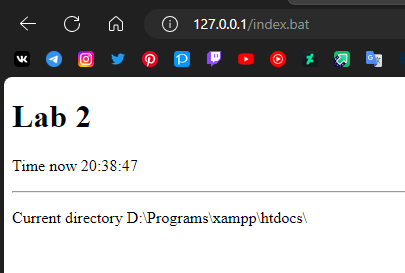 127.0.0.1/index.bat
Lab 2
Time now 20:38:47
Current directory D:\Programs\xampp\htdocs\